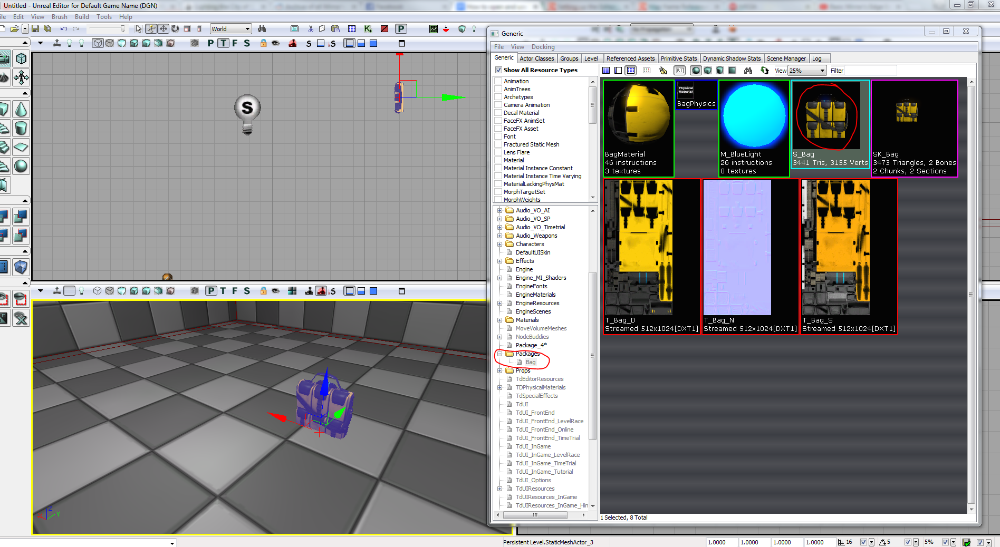 Untitled - Unreal Editor for Default Game Name (DGN)
ile Edit View Brush Build Tools Help
World
P T F S
S
S
S
P T F S
S
Z
Y
X
Generic
File View Docking
Generic Actor Classes Groups Level Referenced Assets Primitive Stats Dynamic Shadow Stats Scene Manager Log
Show All Resource Types
RT
View 25% Filter
Animation
AnimTrees
Archetypes
Camera Animation
Decal Material
FaceFX AnimSet
FaceFX Asset
Font
Fractured Static Mesh
Lens Flare
Material
Material Instance Constant
Material Instance Time Varying
MaterialLackingPhysMat
MorphTargetSet
MorphWeights
Audio_VO_AI
Audio_VO_SP
Audio_VO_Timetrial
Audio_Weapons
Characters
DefaultUISkin
Effects
Engine
Engine_MI_Shaders
EngineFonts
EngineMaterials
EngineResources
EngineScenes
Materials
MoveVolumeMeshes
NodeBuddies
Package_4*
Packages
Bag
Props
TdEditorResources
TDPhysicalMaterials
TdSpecialEffects
TdUI
TdUI_FrontEnd
TdUI_FrontEnd_LevelRace
TdUI_FrontEnd_Online
TdUI_FrontEnd_TimeTrial
TdUI_InGame
TdUI_InGame_LevelRace
TdUI_InGame_TimeTrial
TdUI_InGame_Tutorial
TdUI_Options
TdUIResources
TdUIResources_InGame
TdUIResources_InGame_Hin
BagMaterial
46 instructions
3 textures
Physical
Material
BagPhysics
M_BlueLight
26 instructions
0 textures
S_Bag
3441 Tris, 3155 Verts
SK_Bag
3473 Triangles, 2 Bones
2 Chunks, 2 Sections
T_Bag_D
Streamed 512x1024[DXT1]
T_Bag_N
Streamed 512x1024[DXT1]
T_Bag_S
Streamed 512x1024[DXT1]
1 Selected, 8 Total
Persistent Level.StaticMeshActor_3
1.0000 1.0000 1.0000 1.0000 16 5 5%